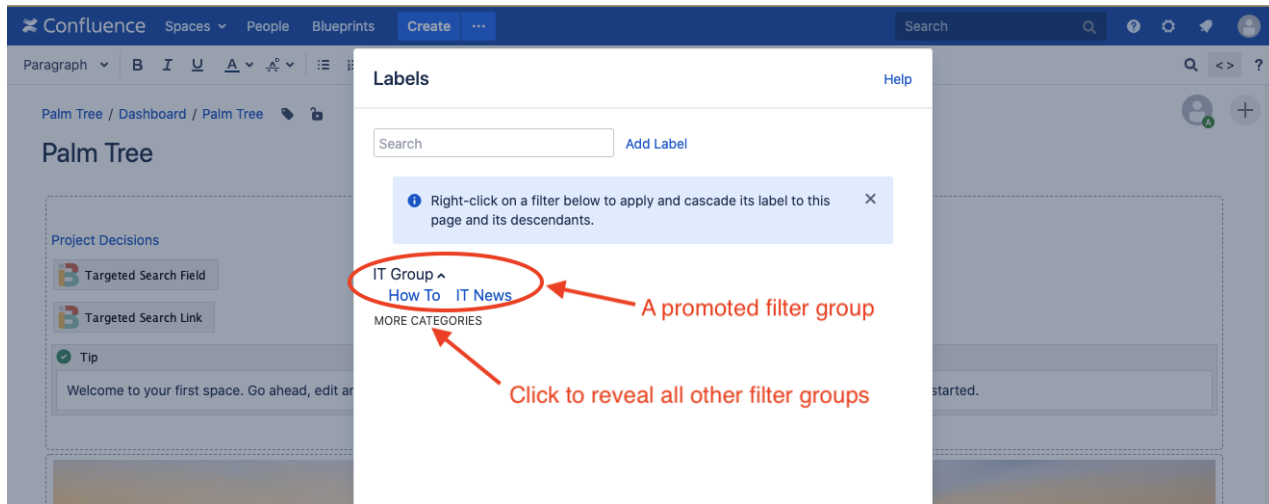 Confluence Spaces People Blueprints Create ··· Search
Paragraph B I U A <> ?
Labels Help
Palm Tree / Dashboard / Palm Tree
A
Search Add Label
Palm Tree
Right-click on a filter below to apply and cascade its label to this
page and its descendants.
Project Decisions
Targeted Search Field
IT Group
How To IT News
A promoted filter group
Targeted Search Link
MORE CATEGORIES
Tip
Click to reveal all other filter groups
Welcome to your first space. Go ahead, edit started.